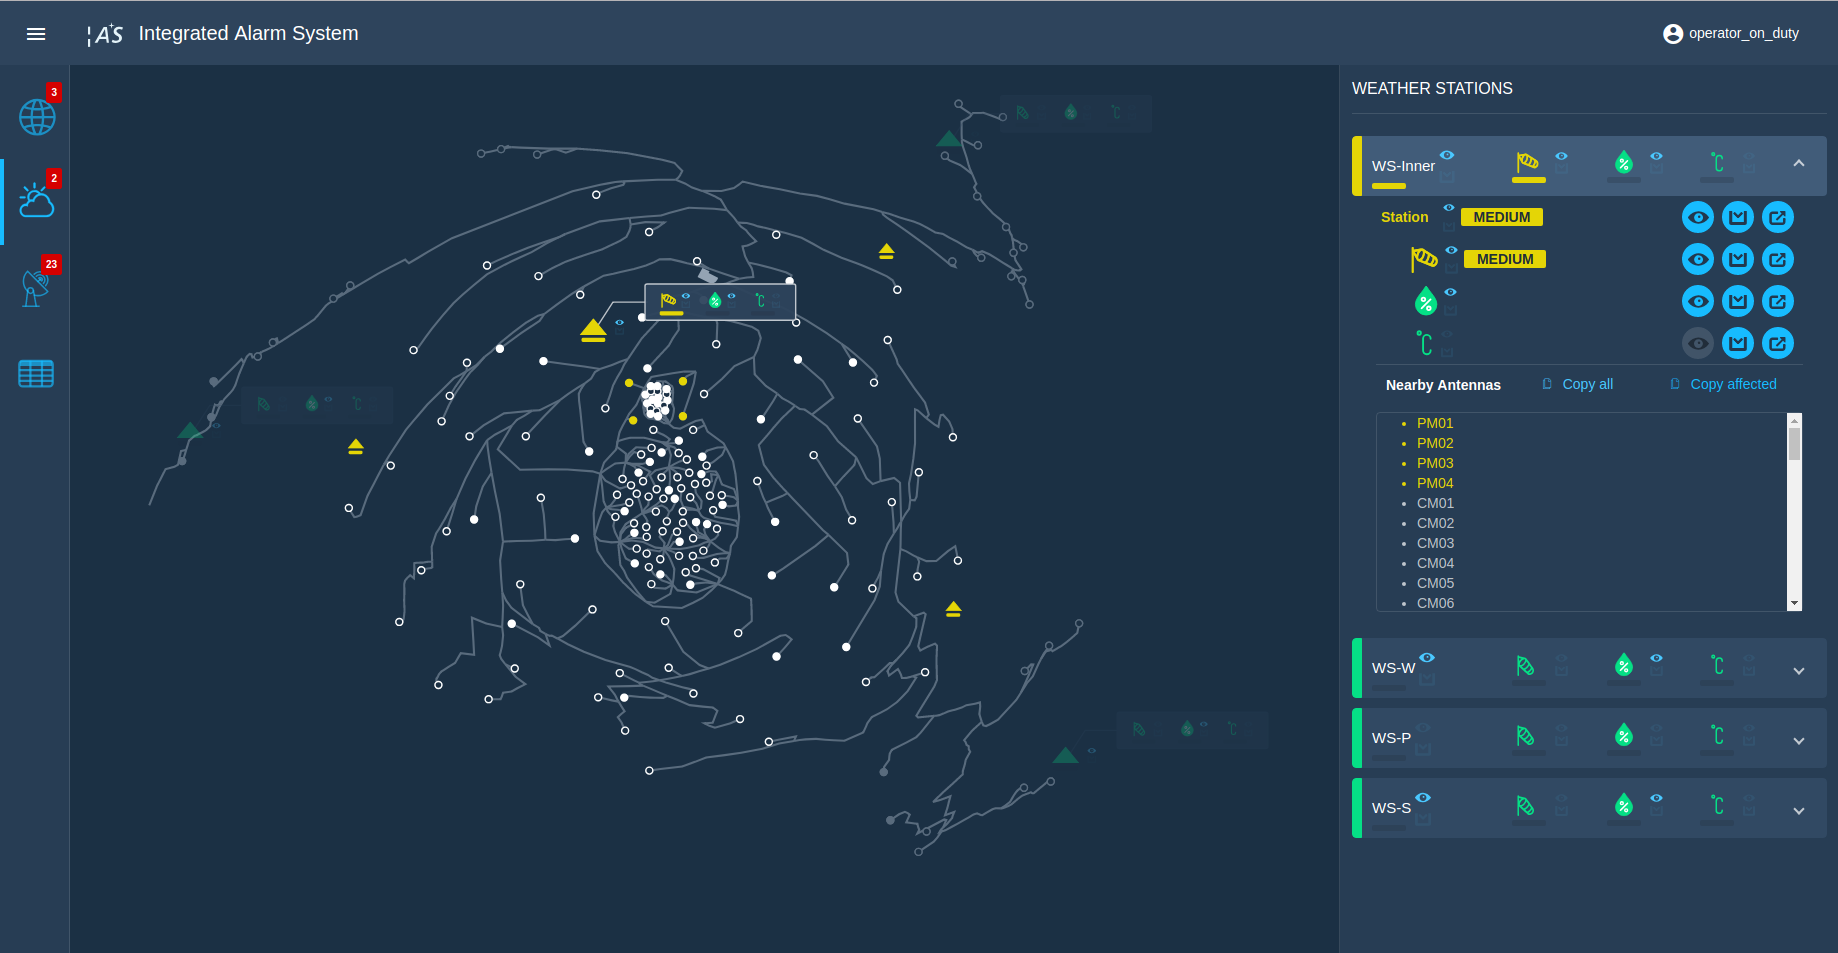 IAS Integrated Alarm System
operator_on_duty
3
2
23
WEATHER STATIONS
WS-Inner
% °C
Station MEDIUM
MEDIUM
%
°C
Nearby Antennas Copy all Copy affected
PM01
PM02
PM03
PM04
CM01
CM02
CM03
CM04
CM05
CM06
WS-W % °C
WS-P % °C
WS-S % °C
% °C
% °C
% °C
% °C